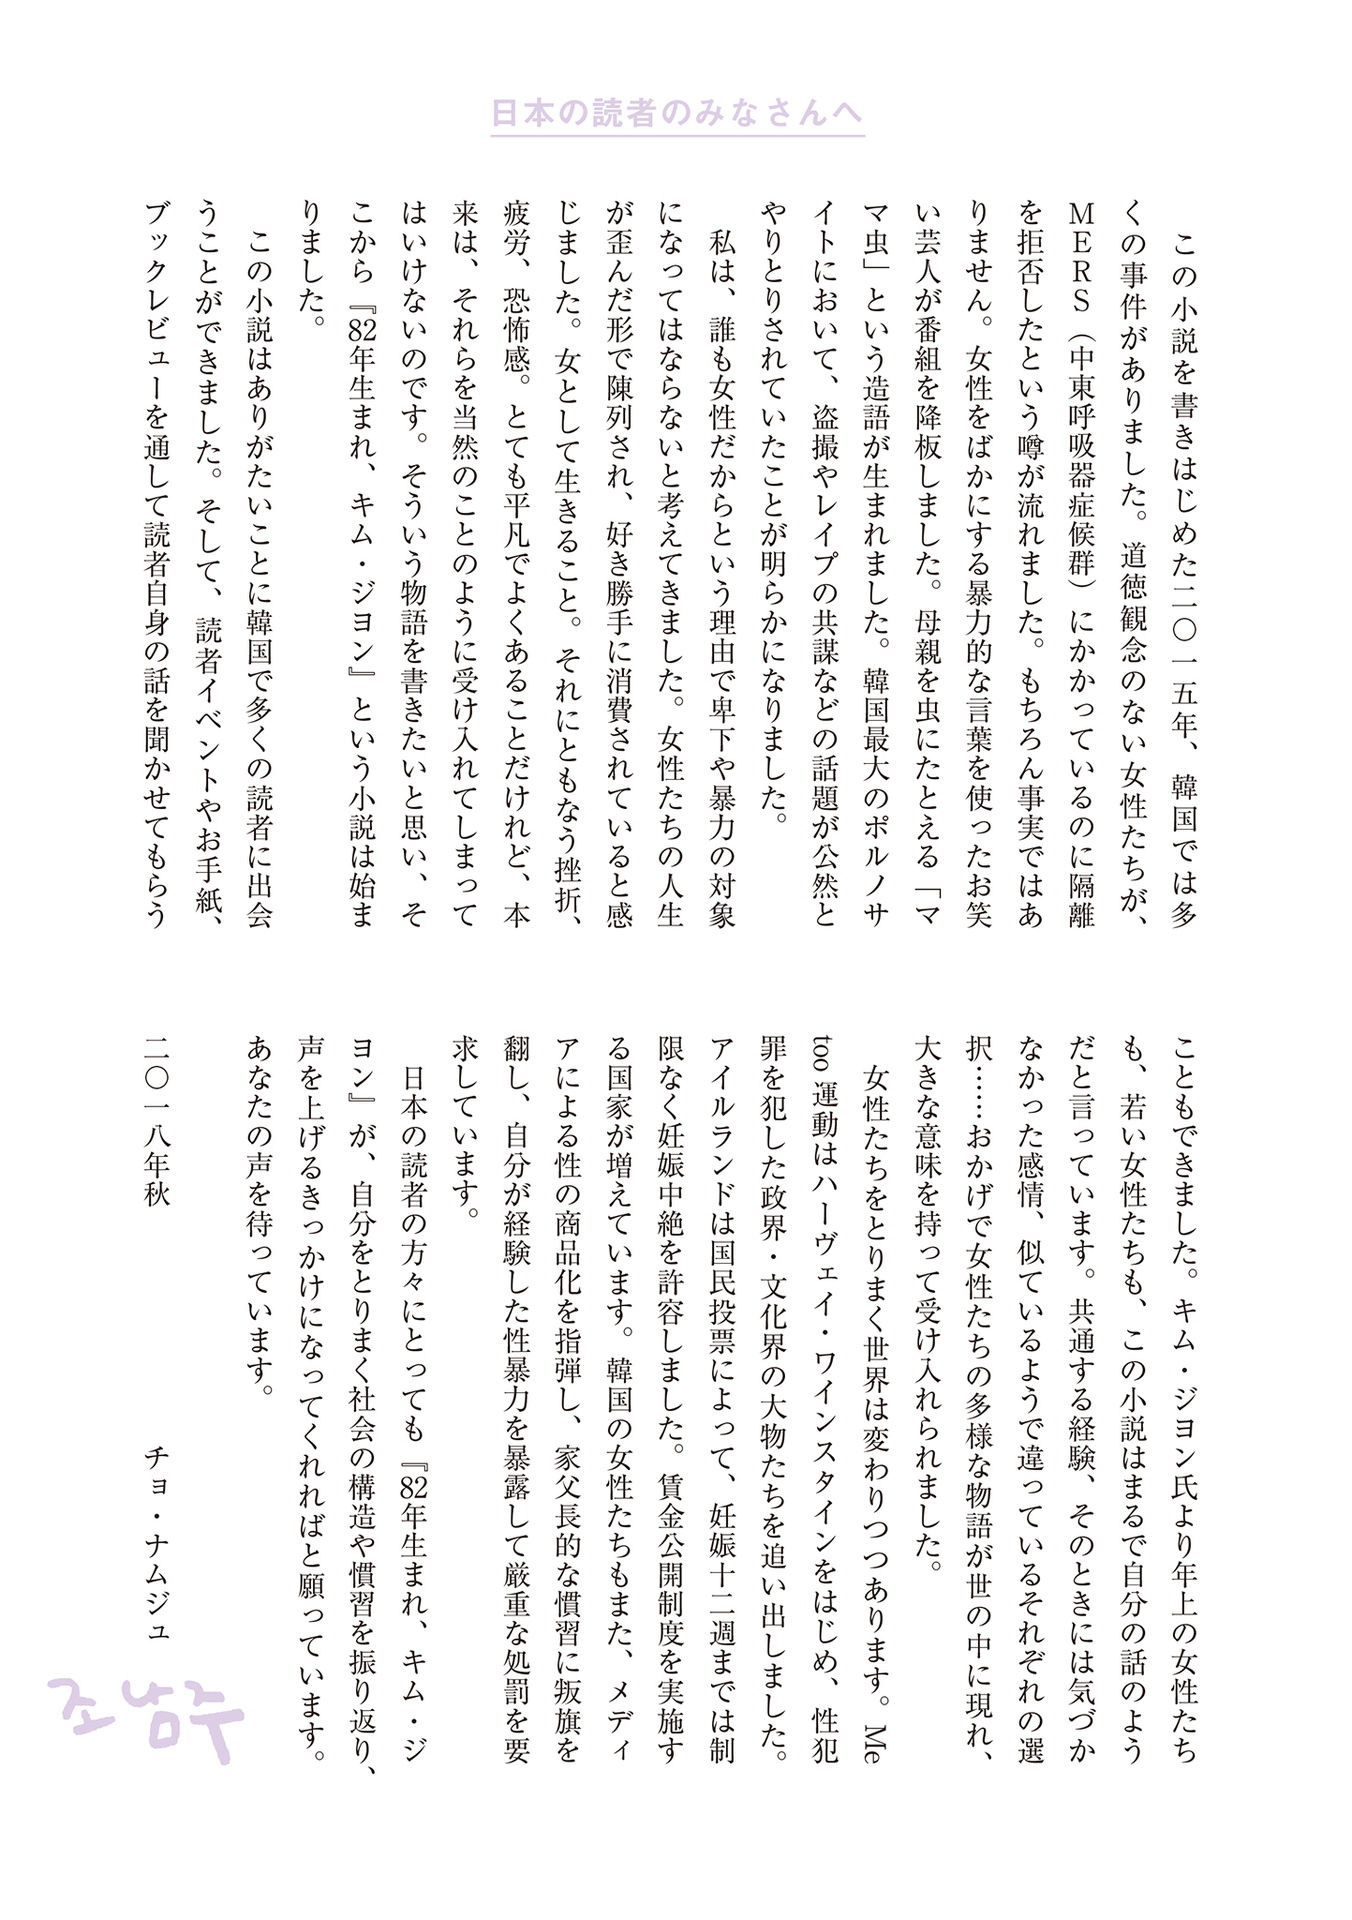 日本の読者のみなさんへ
この小説を書きはじめた二〇一五年、韓国では多
くの事件がありました。道徳観念のない女性たちが、
ＭＥＲＳ（中東呼吸器症候群）にかかっているのに隔離
を拒否したという噂が流れました。もちろん事実ではあ
りません。女性をばかにする暴力的な言葉を使ったお笑
い芸人が番組を降板しました。母親を虫にたとえる「マ
マ虫」という造語が生まれました。韓国最大のポルノサ
イトにおいて、盗撮やレイプの共謀などの話題が公然と
やりとりされていたことが明らかになりました。
私は、誰も女性だからという理由で卑下や暴力の対象
になってはならないと考えてきました。女性たちの人生
が歪んだ形で陳列され、好き勝手に消費されていると感
じました。女として生きること。それにともなう挫折、
疲労、恐怖感。とても平凡でよくあることだけれど、本
来は、それらを当然のことのように受け入れてしまって
はいけないのです。そういう物語を書きたいと思い、そ
こから『82年生まれ、キム・ジヨン』という小説は始ま
りました。
この小説はありがたいことに韓国で多くの読者に出会
うことができました。そして、読者イベントやお手紙、
ブックレビューを通して読者自身の話を聞かせてもらう
こともできました。キム・ジヨン氏より年上の女性たち
も、若い女性たちも、この小説はまるで自分の話のよう
だと言っています。共通する経験、そのときには気づか
なかった感情、似ているようで違っているそれぞれの選
択……おかげで女性たちの多様な物語が世の中に現れ、
大きな意味を持って受け入れられました。
女性たちをとりまく世界は変わりつつあります。Me
too 運動はハーヴェイ・ワインスタインをはじめ、性犯
罪を犯した政界・文化界の大物たちを追い出しました。
アイルランドは国民投票によって、妊娠十二週までは制
限なく妊娠中絶を許容しました。賃金公開制度を実施す
る国家が増えています。韓国の女性たちもまた、メディ
アによる性の商品化を指弾し、家父長的な慣習に叛旗を
翻し、自分が経験した性暴力を暴露して厳重な処罰を要
求しています。
日本の読者の方々にとっても『82年生まれ、キム・ジ
ヨン』が、自分をとりまく社会の構造や慣習を振り返り、
声を上げるきっかけになってくれればと願っています。
あなたの声を待っています。
二〇一八年秋　チョ・ナムジュ
조남주